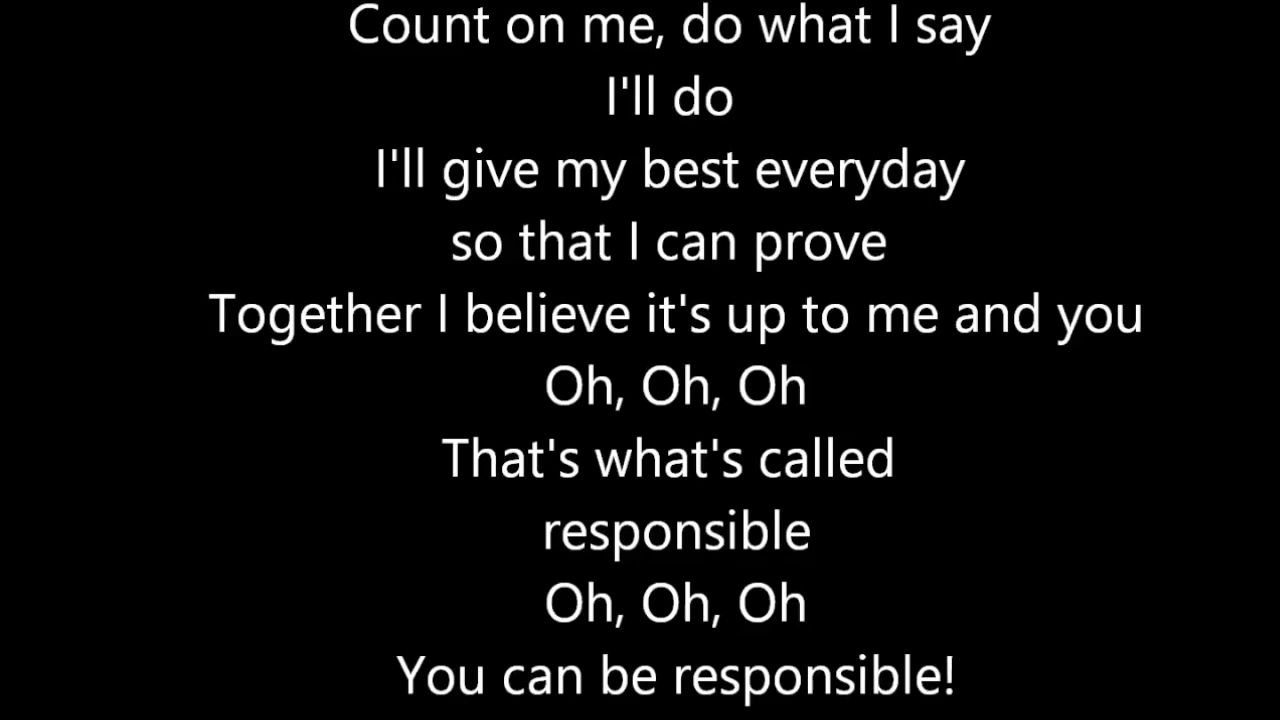 Count on me, do what I say
I'll do
I'll give my best everyday
so that I can prove
Together I believe it's up to me and you
Oh, Oh, Oh
That's what's called
responsible
Oh, Oh, Oh
You can be responsible!